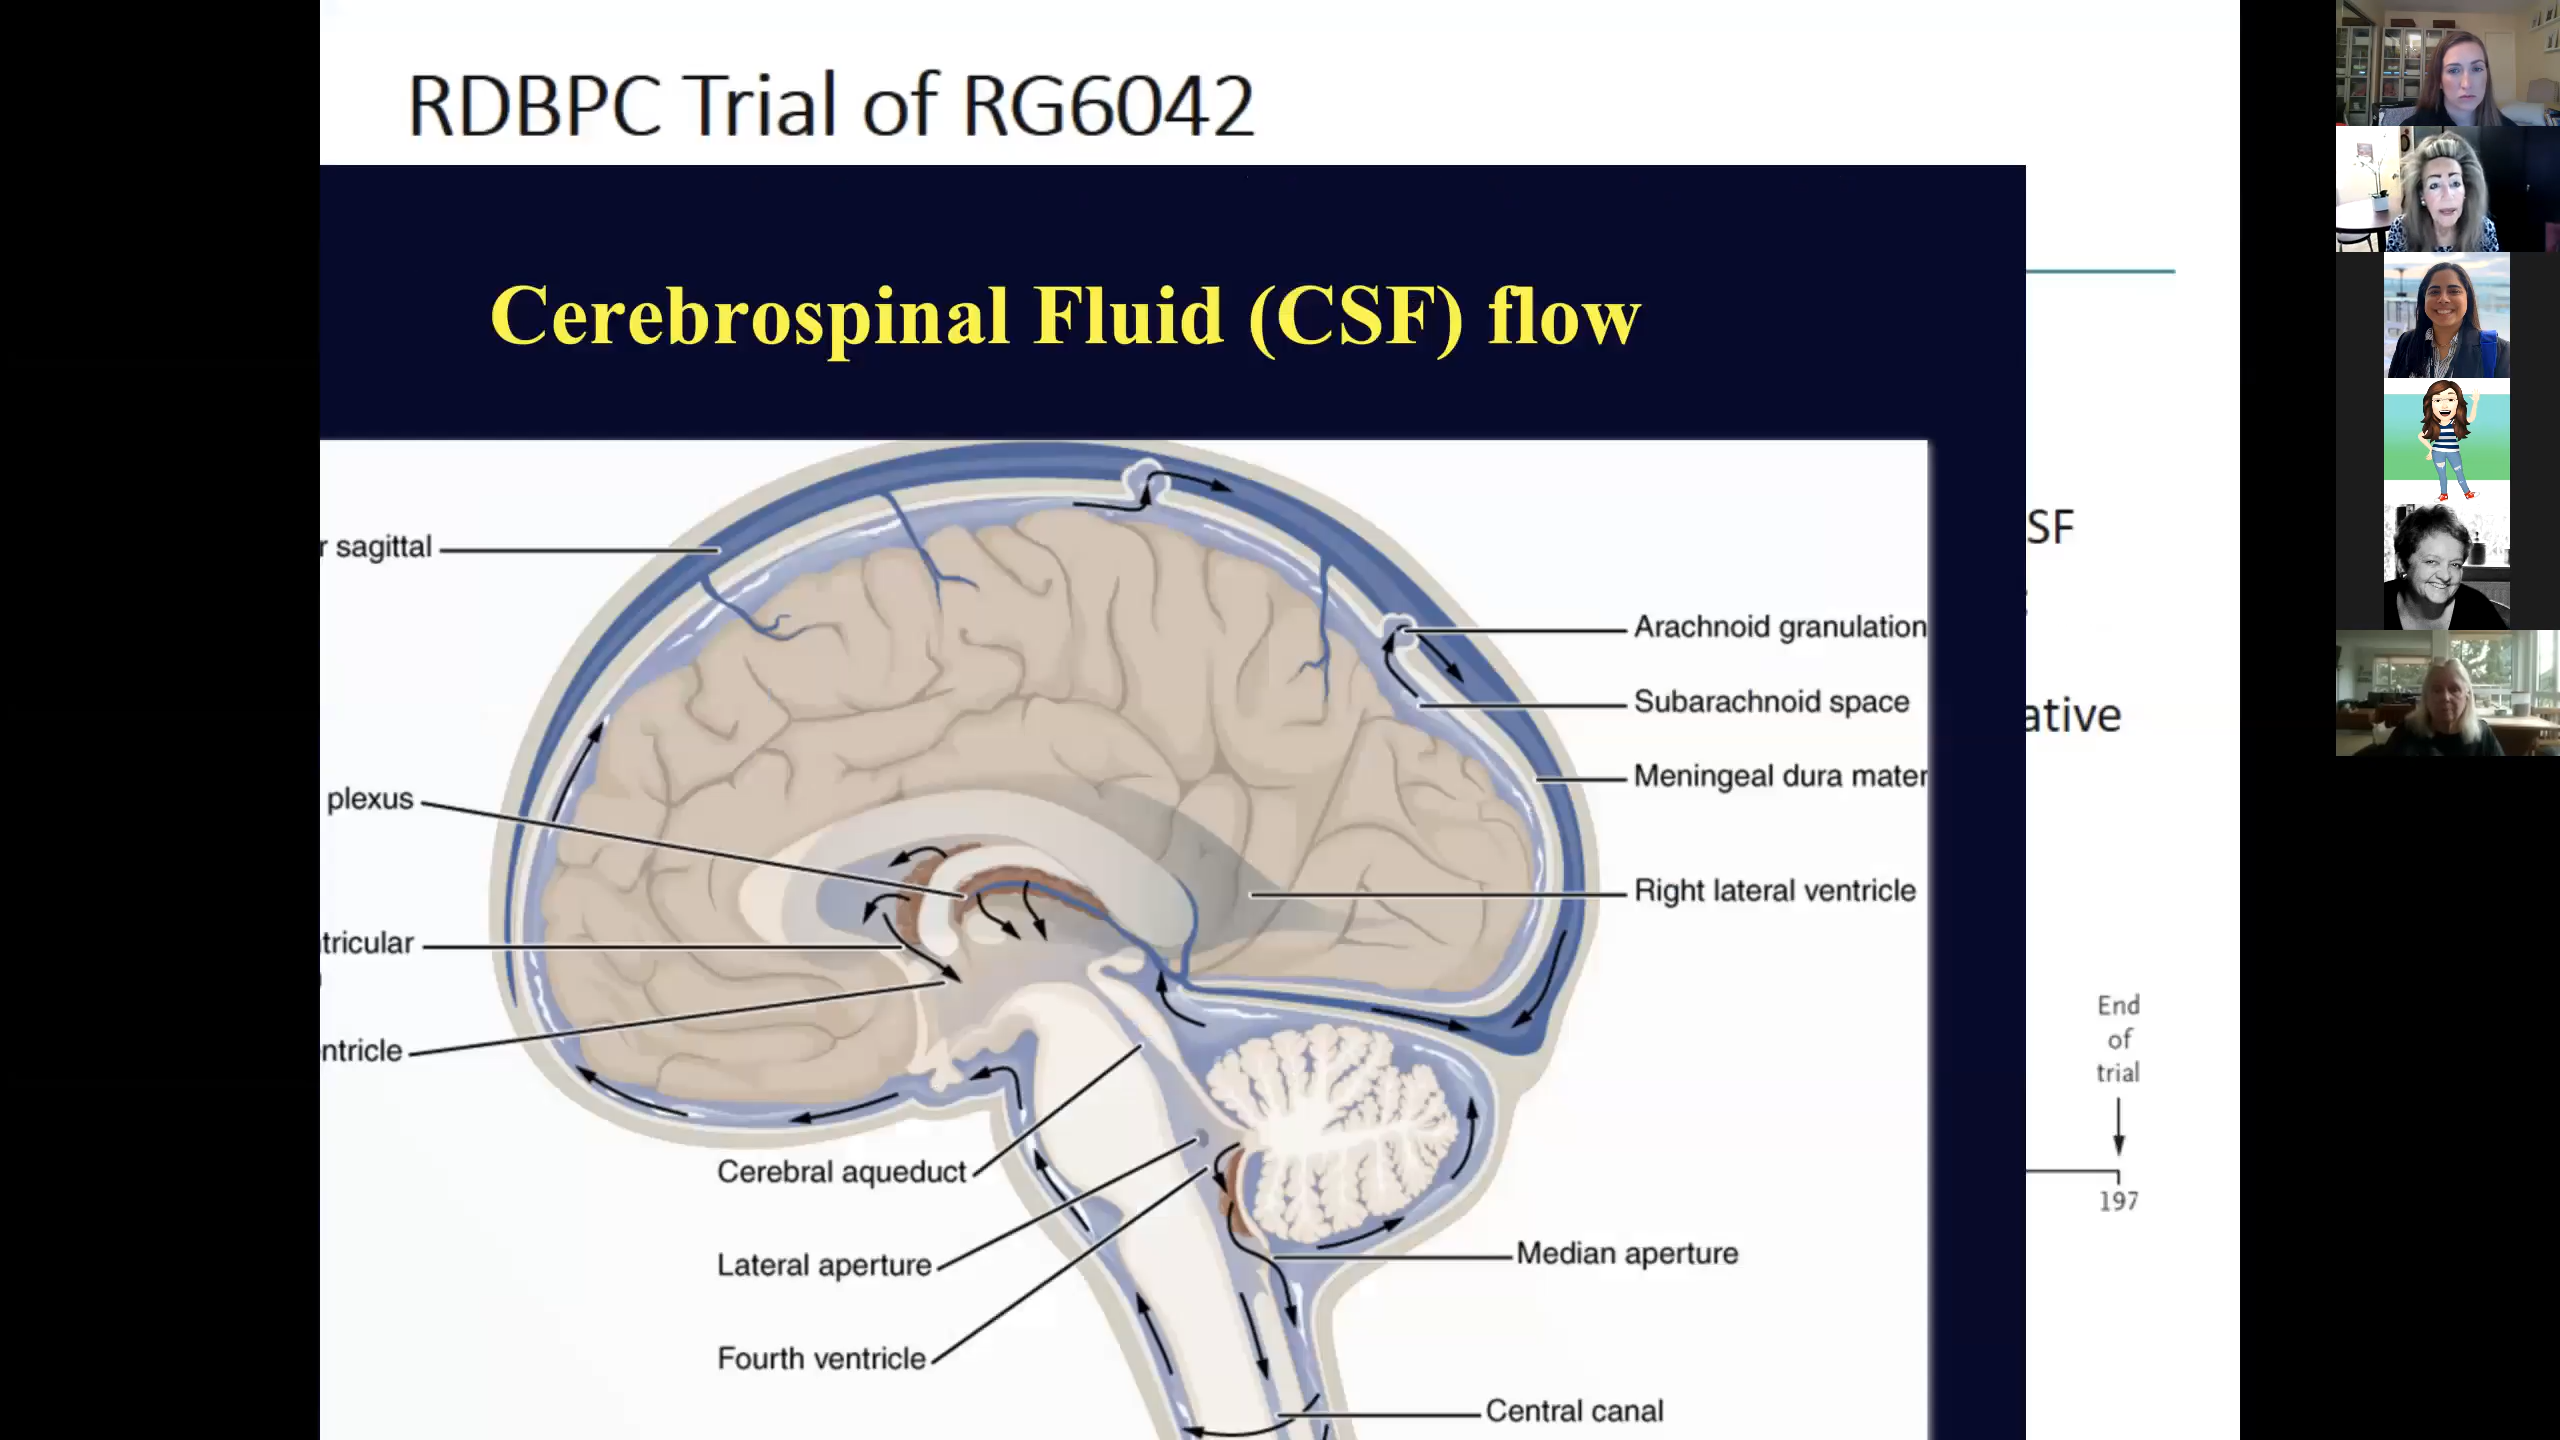 RDBPC Trial of RG6042
Cerebrospinal Fluid (CSF) flow
r sagittal
plexus
tricular
ntricle
Arachnoid granulation
Subarachnoid space
Meningeal dura mater
Right lateral ventricle
Cerebral aqueduct
Lateral aperture
Fourth ventricle
Median aperture
Central canal
SF
ative
End
of
trial
197